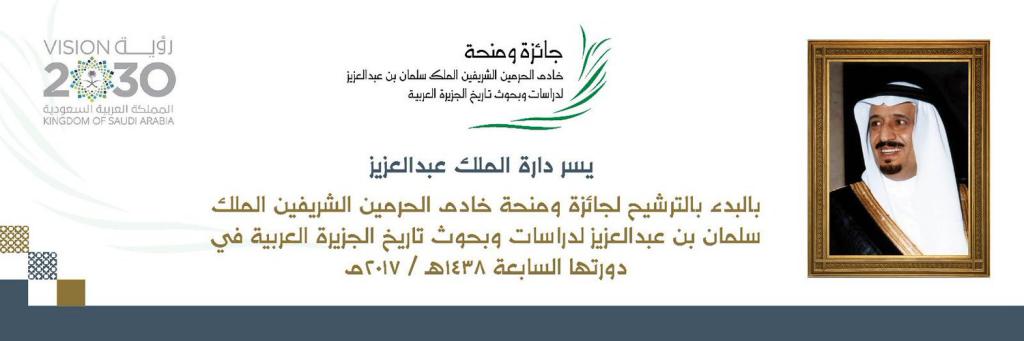 VISION رؤية
2030
المملكة العربية السعودية
KINGDOM OF SAUDI ARABIA
جائزة ومنحة
خادم الحرمين الشريفين الملك سلمان بن عبدالعزيز
لدراسات وبحوث تاريخ الجزيرة العربية
يسر دارة الملك عبدالعزيز
بالبدء بالترشيح لجائزة ومنحة خادم الحرمين الشريفين الملك
سلمان بن عبدالعزيز لدراسات وبحوث تاريخ الجزيرة العربية في
دورتها السابعة ١٤٣٨هـ / ٢٠١٧م